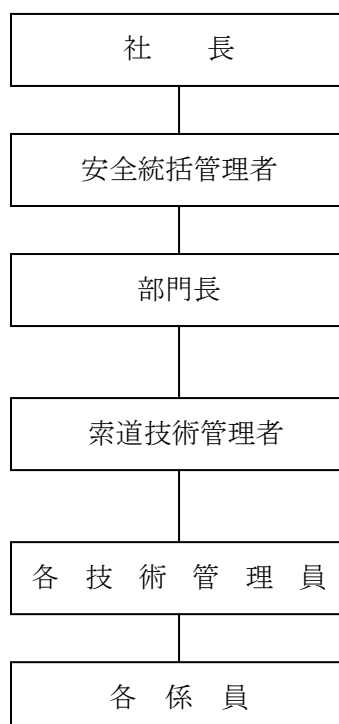 社　　長
安全統括管理者
部門長
索道技術管理者
各　技　術　管　理　員
各　係　員